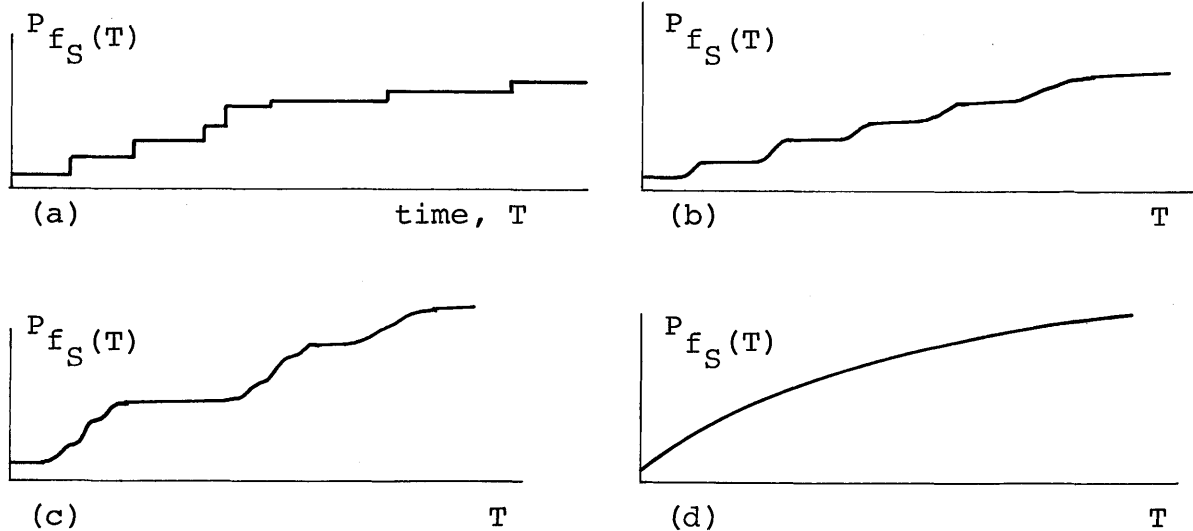 P_{f_S}(T)
(a)
time, T
P_{f_S}(T)
(b)
T
P_{f_S}(T)
(c)
T
P_{f_S}(T)
(d)
T